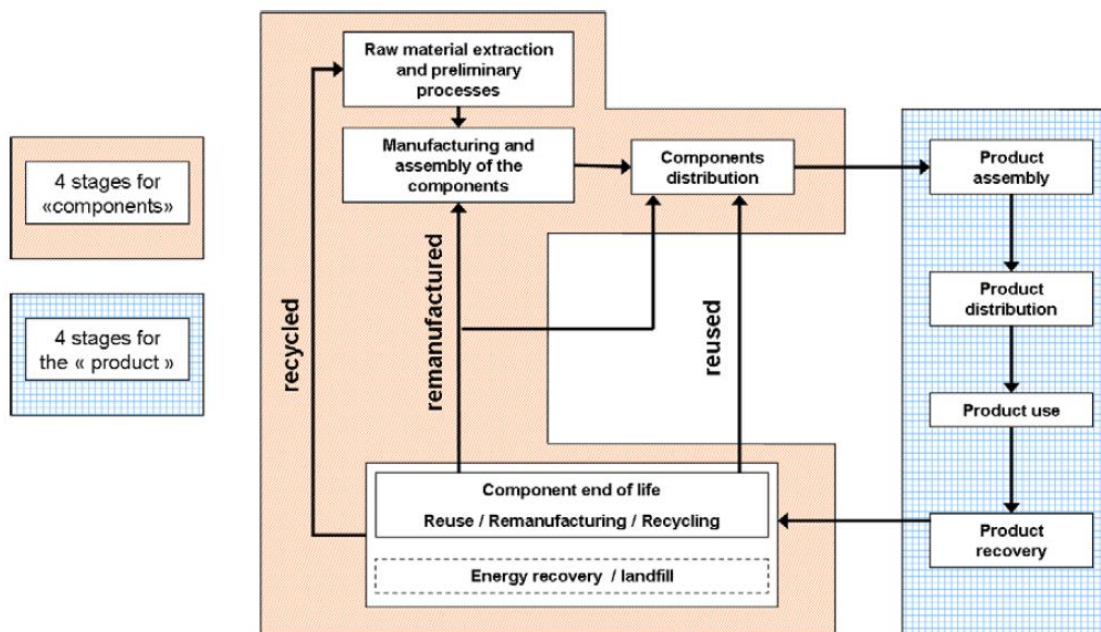 Raw material extraction
and preliminary
processes
Manufacturing and
assembly of the
components
Components
distribution
Product
assembly
4 stages for
«components»
Product
distribution
4 stages for
the « product »
recycled
remanufactured
reused
Product use
Component end of life
Reuse / Remanufacturing / Recycling
Product
recovery
Energy recovery / landfill